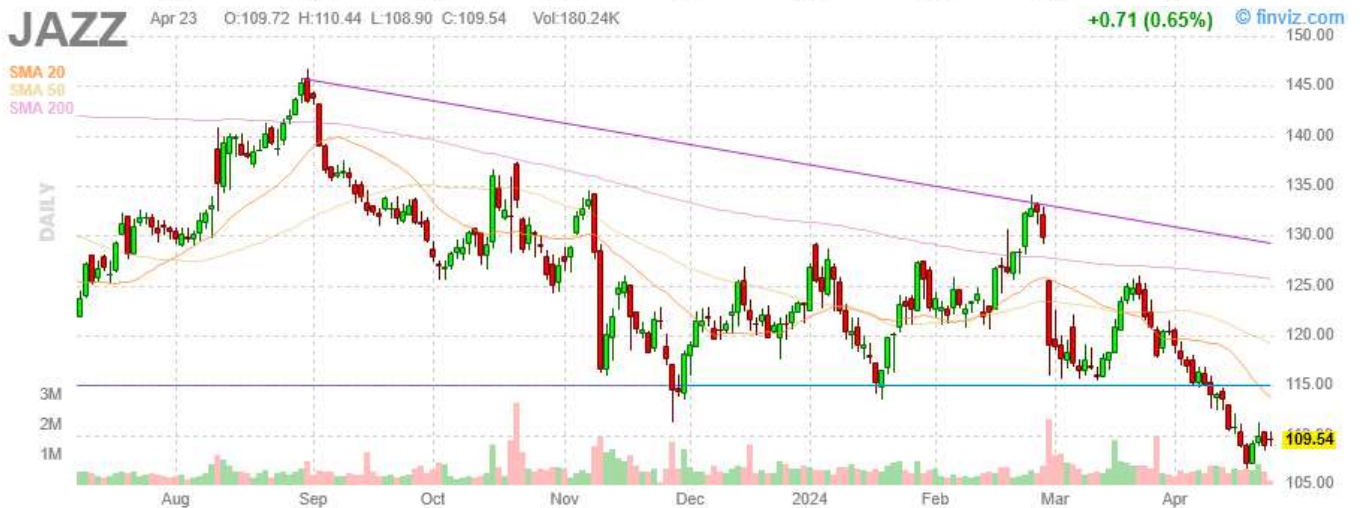 JAZZ Apr 23 O:109.72 H:110.44 L:108.90 C:109.54 Vol:180.24K +0.71 (0.65%) © finviz.com
SMA 20
SMA 50
SMA 200
DAILY
150.00
145.00
140.00
135.00
130.00
125.00
120.00
115.00
109.54
105.00
3M
2M
1M
Aug Sep Oct Nov Dec 2024 Feb Mar Apr